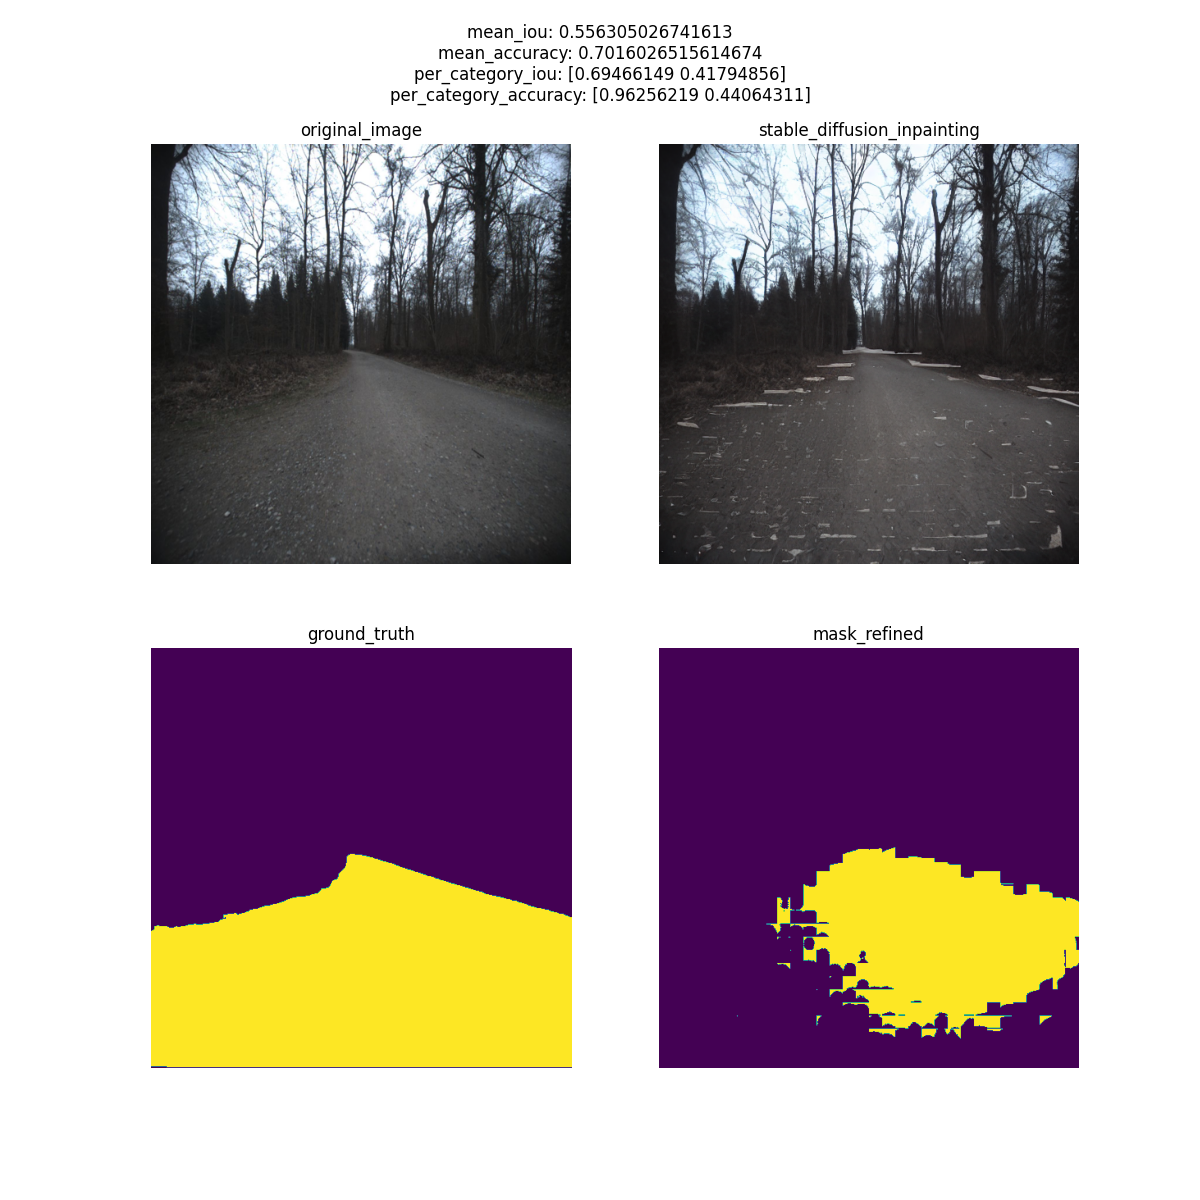 mean_iou: 0.556305026741613
mean_accuracy: 0.7016026515614674
per_category_iou: [0.69466149 0.41794856]
per_category_accuracy: [0.96256219 0.44064311]
original_image
stable_diffusion_inpainting
ground_truth
mask_refined